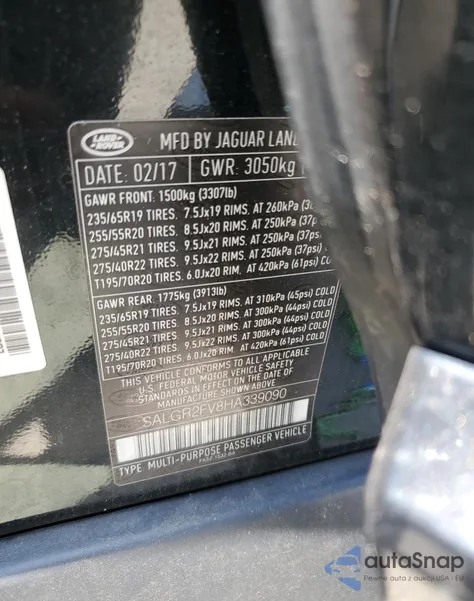 LAND-ROVER
MFD BY JAGUAR LAND
DATE: 02/17 GWR: 3050kg
GAWR FRONT: 1500kg (3307lb)
235/65R19 TIRES. 7.5Jx19 RIMS. AT 260kPa
255/55R20 TIRES. 8.5Jx20 RIMS. AT 250kPa (37p
275/45R21 TIRES. 9.5Jx21 RIMS. AT 250kPa (37ps
275/40R22 TIRES. 9.5Jx22 RIMS. AT 250kPa (37psi)
T195/70R20 TIRES. 6.0Jx20 RIM. AT 420kPa (61psi) C
GAWR REAR: 1775kg (3913lb)
235/65R19 TIRES. 7.5Jx19 RIMS. AT 310kPa (45psi) COLD
255/55R20 TIRES. 8.5Jx20 RIMS. AT 300kPa (44psi) COLD
275/45R21 TIRES. 9.5Jx21 RIMS. AT 300kPa (44psi) COLD
275/40R22 TIRES. 9.5Jx22 RIMS. AT 300kPa (44psi) COLD
T195/70R20 TIRES. 6.0Jx20 RIM. AT 420kPa (61psi) COLD
THIS VEHICLE CONFORMS TO ALL APPLICABLE
U.S. FEDERAL MOTOR VEHICLE SAFETY
STANDARDS IN EFFECT ON THE DATE OF
MANUFACTURE SHOWN ABOVE.
SALGR2FV8HA339090
TYPE: MULTI-PURPOSE PASSENGER VEHICLE
autoSnap
Pewne auto z USA - EU